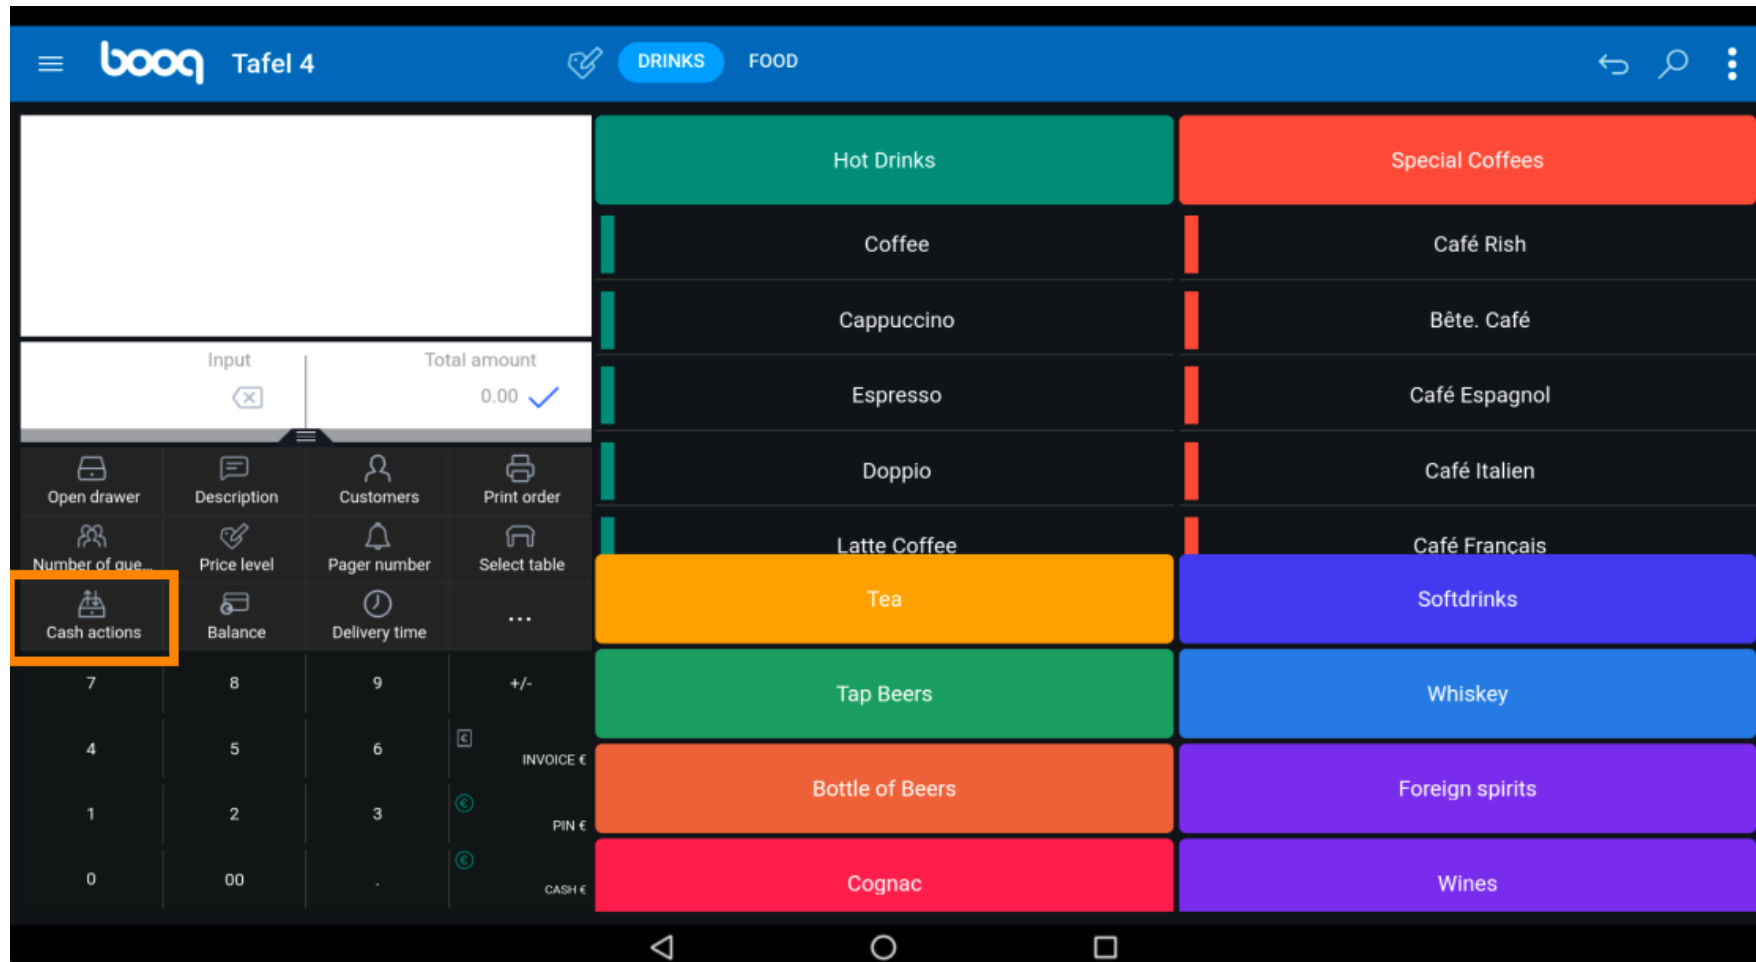 booq Tafel 4 DRINKS FOOD
Input Total amount
0.00
Open drawer Description Customers Print order
Number of gue... Price level Pager number Select table
Cash actions Balance Delivery time ...
7 8 9 +/-
4 5 6 € INVOICE €
1 2 3 € PIN €
0 00 . € CASH €
Hot Drinks Special Coffees
Coffee Café Rish
Cappuccino Bête. Café
Espresso Café Espagnol
Doppio Café Italien
Latte Coffee Café Français
Tea Softdrinks
Tap Beers Whiskey
Bottle of Beers Foreign spirits
Cognac Wines